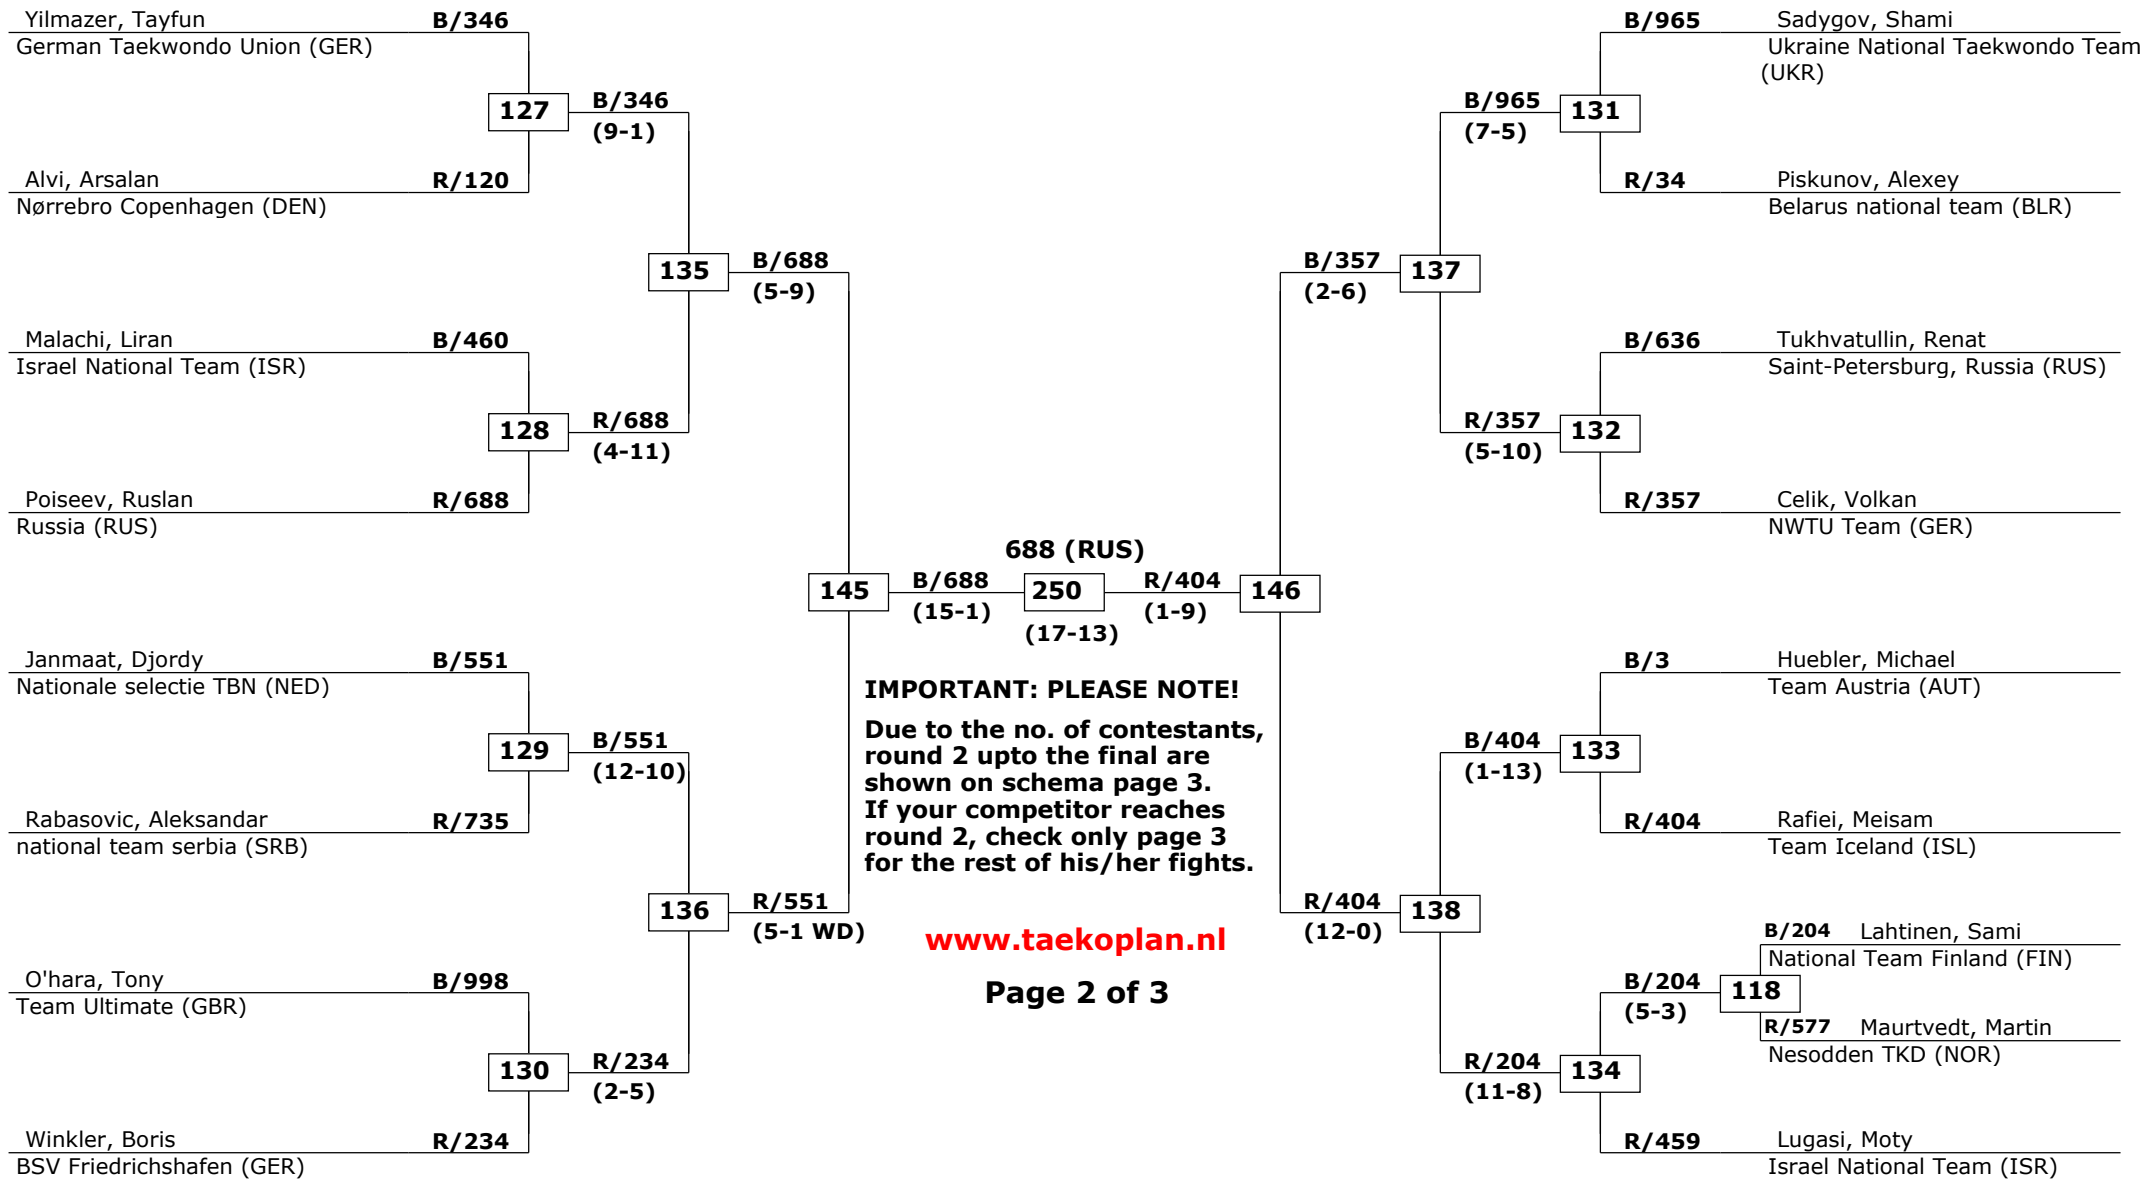 Yilmazer, Tayfun B/346
German Taekwondo Union (GER)
127
B/346
(9-1)
Alvi, Arsalan R/120
Nørrebro Copenhagen (DEN)
135
B/688
(5-9)
Malachi, Liran B/460
Israel National Team (ISR)
128
R/688
(4-11)
Poiseev, Ruslan R/688
Russia (RUS)
145
B/688
(15-1)
Janmaat, Djordy B/551
Nationale selectie TBN (NED)
129
B/551
(12-10)
Rabasovic, Aleksandar R/735
national team serbia (SRB)
136
R/551
(5-1 WD)
O'hara, Tony B/998
Team Ultimate (GBR)
130
R/234
(2-5)
Winkler, Boris R/234
BSV Friedrichshafen (GER)
688 (RUS)
250
(17-13)
IMPORTANT: PLEASE NOTE!
Due to the no. of contestants,
round 2 upto the final are
shown on schema page 3.
If your competitor reaches
round 2, check only page 3
for the rest of his/her fights.
www.taekoplan.nl
Page 2 of 3
R/404
(1-9)
146
B/965 Sadygov, Shami
Ukraine National Taekwondo Team
(UKR)
B/965
(7-5)
131
R/34 Piskunov, Alexey
Belarus national team (BLR)
B/357
(2-6)
137
B/636 Tukhvatullin, Renat
Saint-Petersburg, Russia (RUS)
R/357
(5-10)
132
R/357 Celik, Volkan
NWTU Team (GER)
B/3 Huebler, Michael
Team Austria (AUT)
B/404
(1-13)
133
R/404 Rafiei, Meisam
Team Iceland (ISL)
R/404
(12-0)
138
B/204 Lahtinen, Sami
National Team Finland (FIN)
B/204
(5-3)
118
R/577 Maurtvedt, Martin
Nesodden TKD (NOR)
R/204
(11-8)
134
R/459 Lugasi, Moty
Israel National Team (ISR)